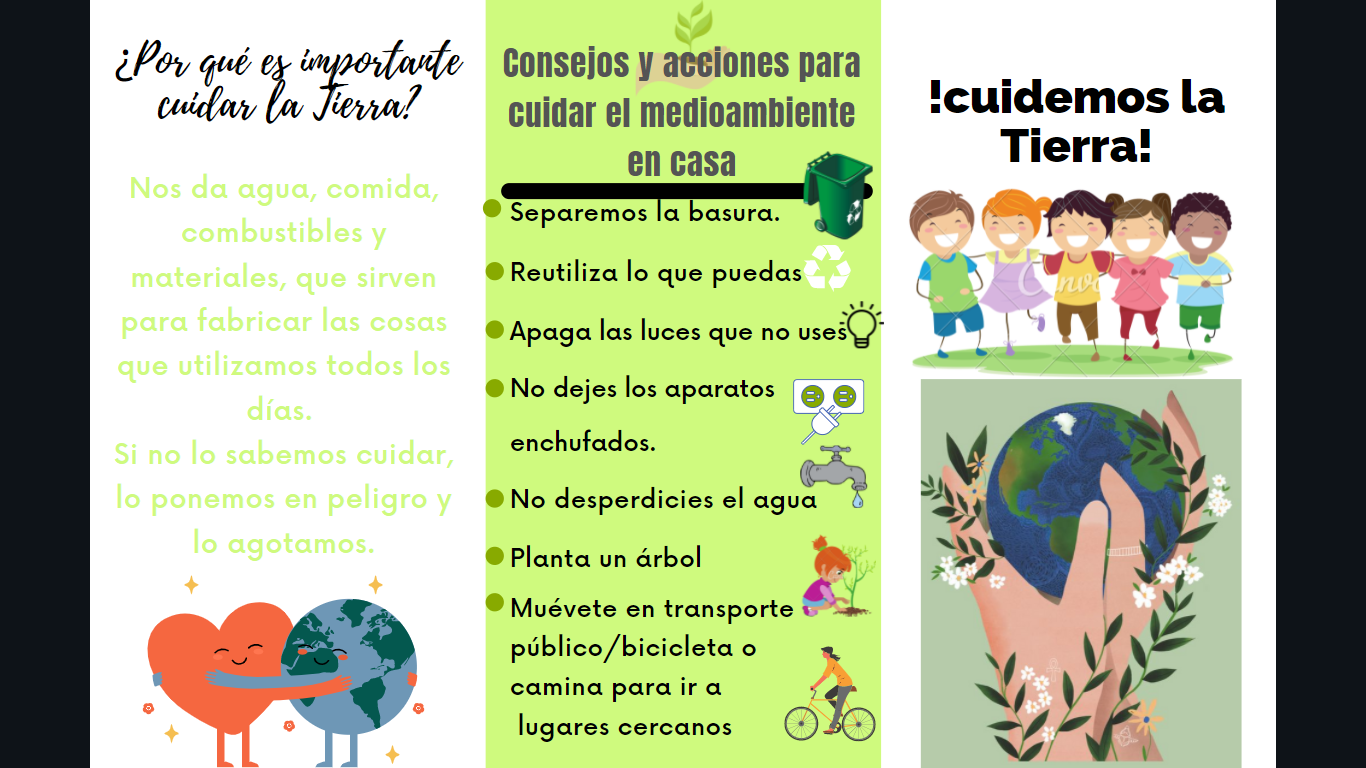 ¿Por qué es importante
cuidar la Tierra?
Nos da agua, comida,
combustibles y
materiales, que sirven
para fabricar las cosas
que utilizamos todos los
días.
Si no lo sabemos cuidar,
lo ponemos en peligro y
lo agotamos.
Consejos y acciones para
cuidar el medioambiente
en casa
Separemos la basura.
Reutiliza lo que puedas
Apaga las luces que no uses
No dejes los aparatos
enchufados.
No desperdicies el agua
Planta un árbol
Muévete en transporte
público/bicicleta o
camina para ir a
lugares cercanos
!cuidemos la
Tierra!
Canva